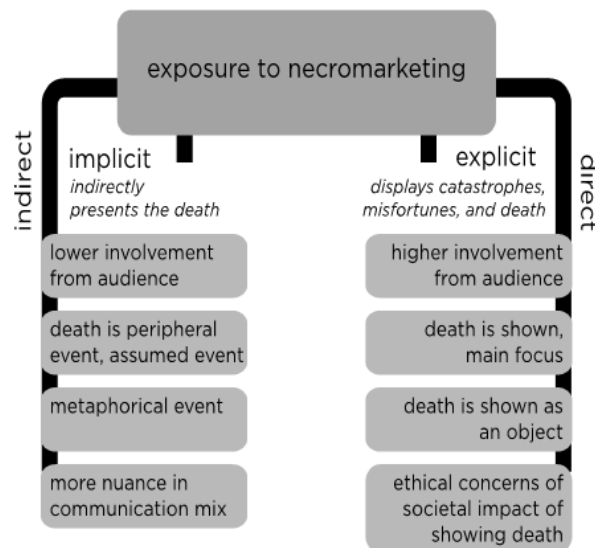 exposure to necromarketing
indirect
implicit
indirectly
presents the death
lower involvement
from audience
death is peripheral
event, assumed event
metaphorical event
more nuance in
communication mix
explicit
displays catastrophes,
misfortunes, and death
direct
higher involvement
from audience
death is shown,
main focus
death is shown as
an object
ethical concerns of
societal impact of
showing death